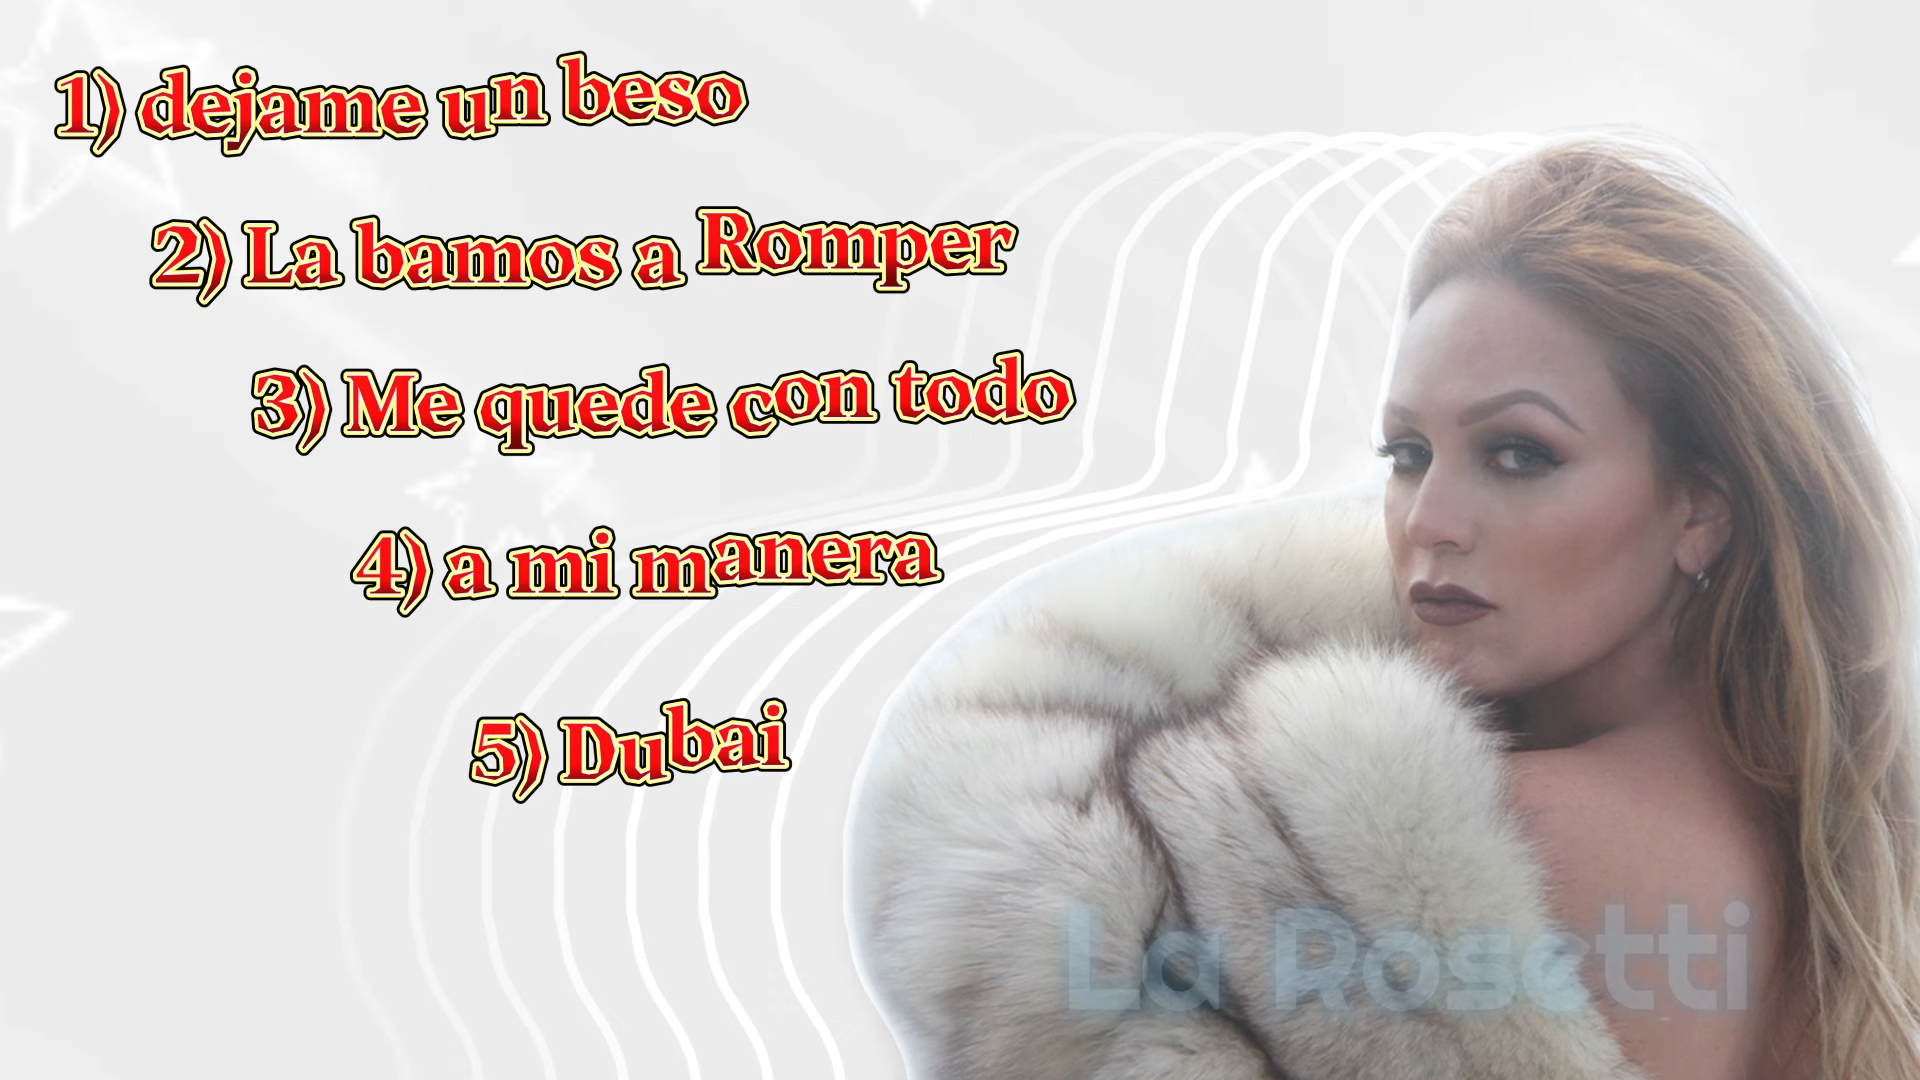 1) dejame un beso
2) La bamos a Romper
3) Me quede con todo
4) a mi manera
5) Dubai
La Rosetti